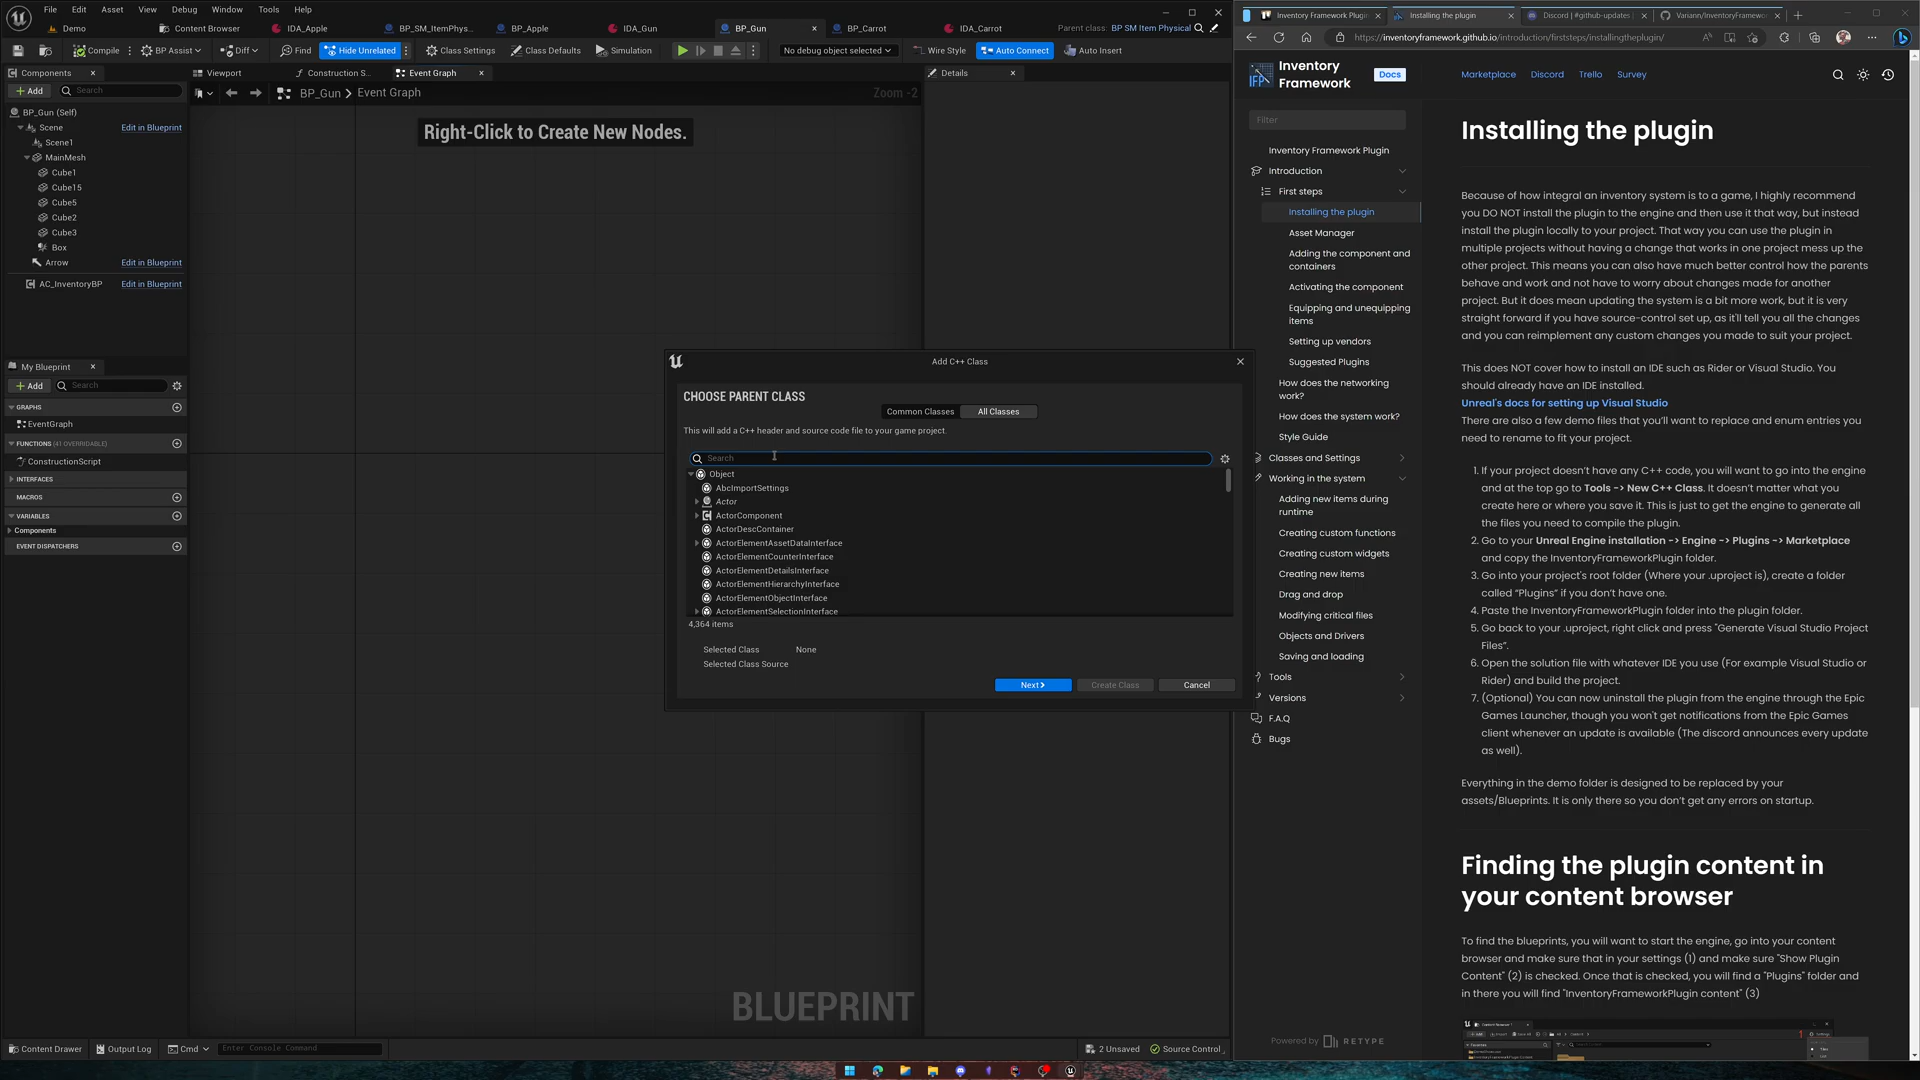 File Edit Asset View Debug Window Tools Help
Demo
Content Browser
IDA_Apple
BP_SM_ItemPhys...
BP_Apple
IDA_Gun
BP_Gun
BP_Carrot
IDA_Carrot
Parent class: BP SM Item Physical
Compile
BP Assist
Diff
Find
Hide Unrelated
Class Settings
Class Defaults
Simulation
No debug object selected
Wire Style
Auto Connect
Auto Insert
Components
Add
Search
BP_Gun (Self)
Scene Edit in Blueprint
Scene1
MainMesh
Cube1
Cube15
Cube5
Cube2
Cube3
Box
Arrow Edit in Blueprint
AC_InventoryBP Edit in Blueprint
My Blueprint
Add
Search
GRAPHS
EventGraph
FUNCTIONS (41 OVERRIDABLE)
ConstructionScript
INTERFACES
MACROS
VARIABLES
Components
EVENT DISPATCHERS
Viewport
Construction S...
Event Graph
BP_Gun > Event Graph
Zoom -2
Right-Click to Create New Nodes.
BLUEPRINT
Details
Add C++ Class
CHOOSE PARENT CLASS
Common Classes All Classes
This will add a C++ header and source code file to your game project.
Search
Object
AbcImportSettings
Actor
ActorComponent
ActorDescContainer
ActorElementAssetDataInterface
ActorElementCounterInterface
ActorElementDetailsInterface
ActorElementHierarchyInterface
ActorElementObjectInterface
ActorElementSelectionInterface
4,364 items
Selected Class None
Selected Class Source
Next
Create Class
Cancel
Content Drawer
Output Log
Cmd
Enter Console Command
2 Unsaved
Source Control
Inventory Framework Plugin
Installing the plugin
Discord | #github-updates
Variann/InventoryFramewo
https://inventoryframework.github.io/introduction/firststeps/installingtheplugin/
Inventory
Framework
Docs
Marketplace Discord Trello Survey
Filter
Inventory Framework Plugin
Introduction
First steps
Installing the plugin
Asset Manager
Adding the component and
containers
Activating the component
Equipping and unequipping
items
Setting up vendors
Suggested Plugins
How does the networking
work?
How does the system work?
Style Guide
Classes and Settings
Working in the system
Adding new items during
runtime
Creating custom functions
Creating custom widgets
Creating new items
Drag and drop
Modifying critical files
Objects and Drivers
Saving and loading
Tools
Versions
F.A.Q
Bugs
Powered by RETYPE
Installing the plugin
Because of how integral an inventory system is to a game, I highly recommend
you DO NOT install the plugin to the engine and then use it that way, but instead
install the plugin locally to your project. That way you can use the plugin in
multiple projects without having a change that works in one project mess up the
other project. This means you can also have much better control how the parents
behave and work and not have to worry about changes made for another
project. But it does mean updating the system is a bit more work, but it is very
straight forward if you have source-control set up, as it'll tell you all the changes
and you can reimplement any custom changes you made to suit your project.
This does NOT cover how to install an IDE such as Rider or Visual Studio. You
should already have an IDE installed.
Unreal's docs for setting up Visual Studio
There are also a few demo files that you'll want to replace and enum entries you
need to rename to fit your project.
1. If your project doesn't have any C++ code, you will want to go into the engine
and at the top go to Tools -> New C++ Class. It doesn't matter what you
create here or where you save it. This is just to get the engine to generate all
the files you need to compile the plugin.
2. Go to your Unreal Engine installation -> Engine -> Plugins -> Marketplace
and copy the InventoryFrameworkPlugin folder.
3. Go into your project's root folder (Where your .uproject is), create a folder
called "Plugins" if you don't have one.
4. Paste the InventoryFrameworkPlugin folder into the plugin folder.
5. Go back to your .uproject, right click and press "Generate Visual Studio Project
Files".
6. Open the solution file with whatever IDE you use (For example Visual Studio or
Rider) and build the project.
7. (Optional) You can now uninstall the plugin from the engine through the Epic
Games Launcher, though you won't get notifications from the Epic Games
client whenever an update is available (The discord announces every update
as well).
Everything in the demo folder is designed to be replaced by your
assets/Blueprints. It is only there so you don't get any errors on startup.
Finding the plugin content in
your content browser
To find the blueprints, you will want to start the engine, go into your content
browser and make sure that in your settings (1) and make sure "Show Plugin
Content" (2) is checked. Once that is checked, you will find a "Plugins" folder and
in there you will find "InventoryFrameworkPlugin content" (3)